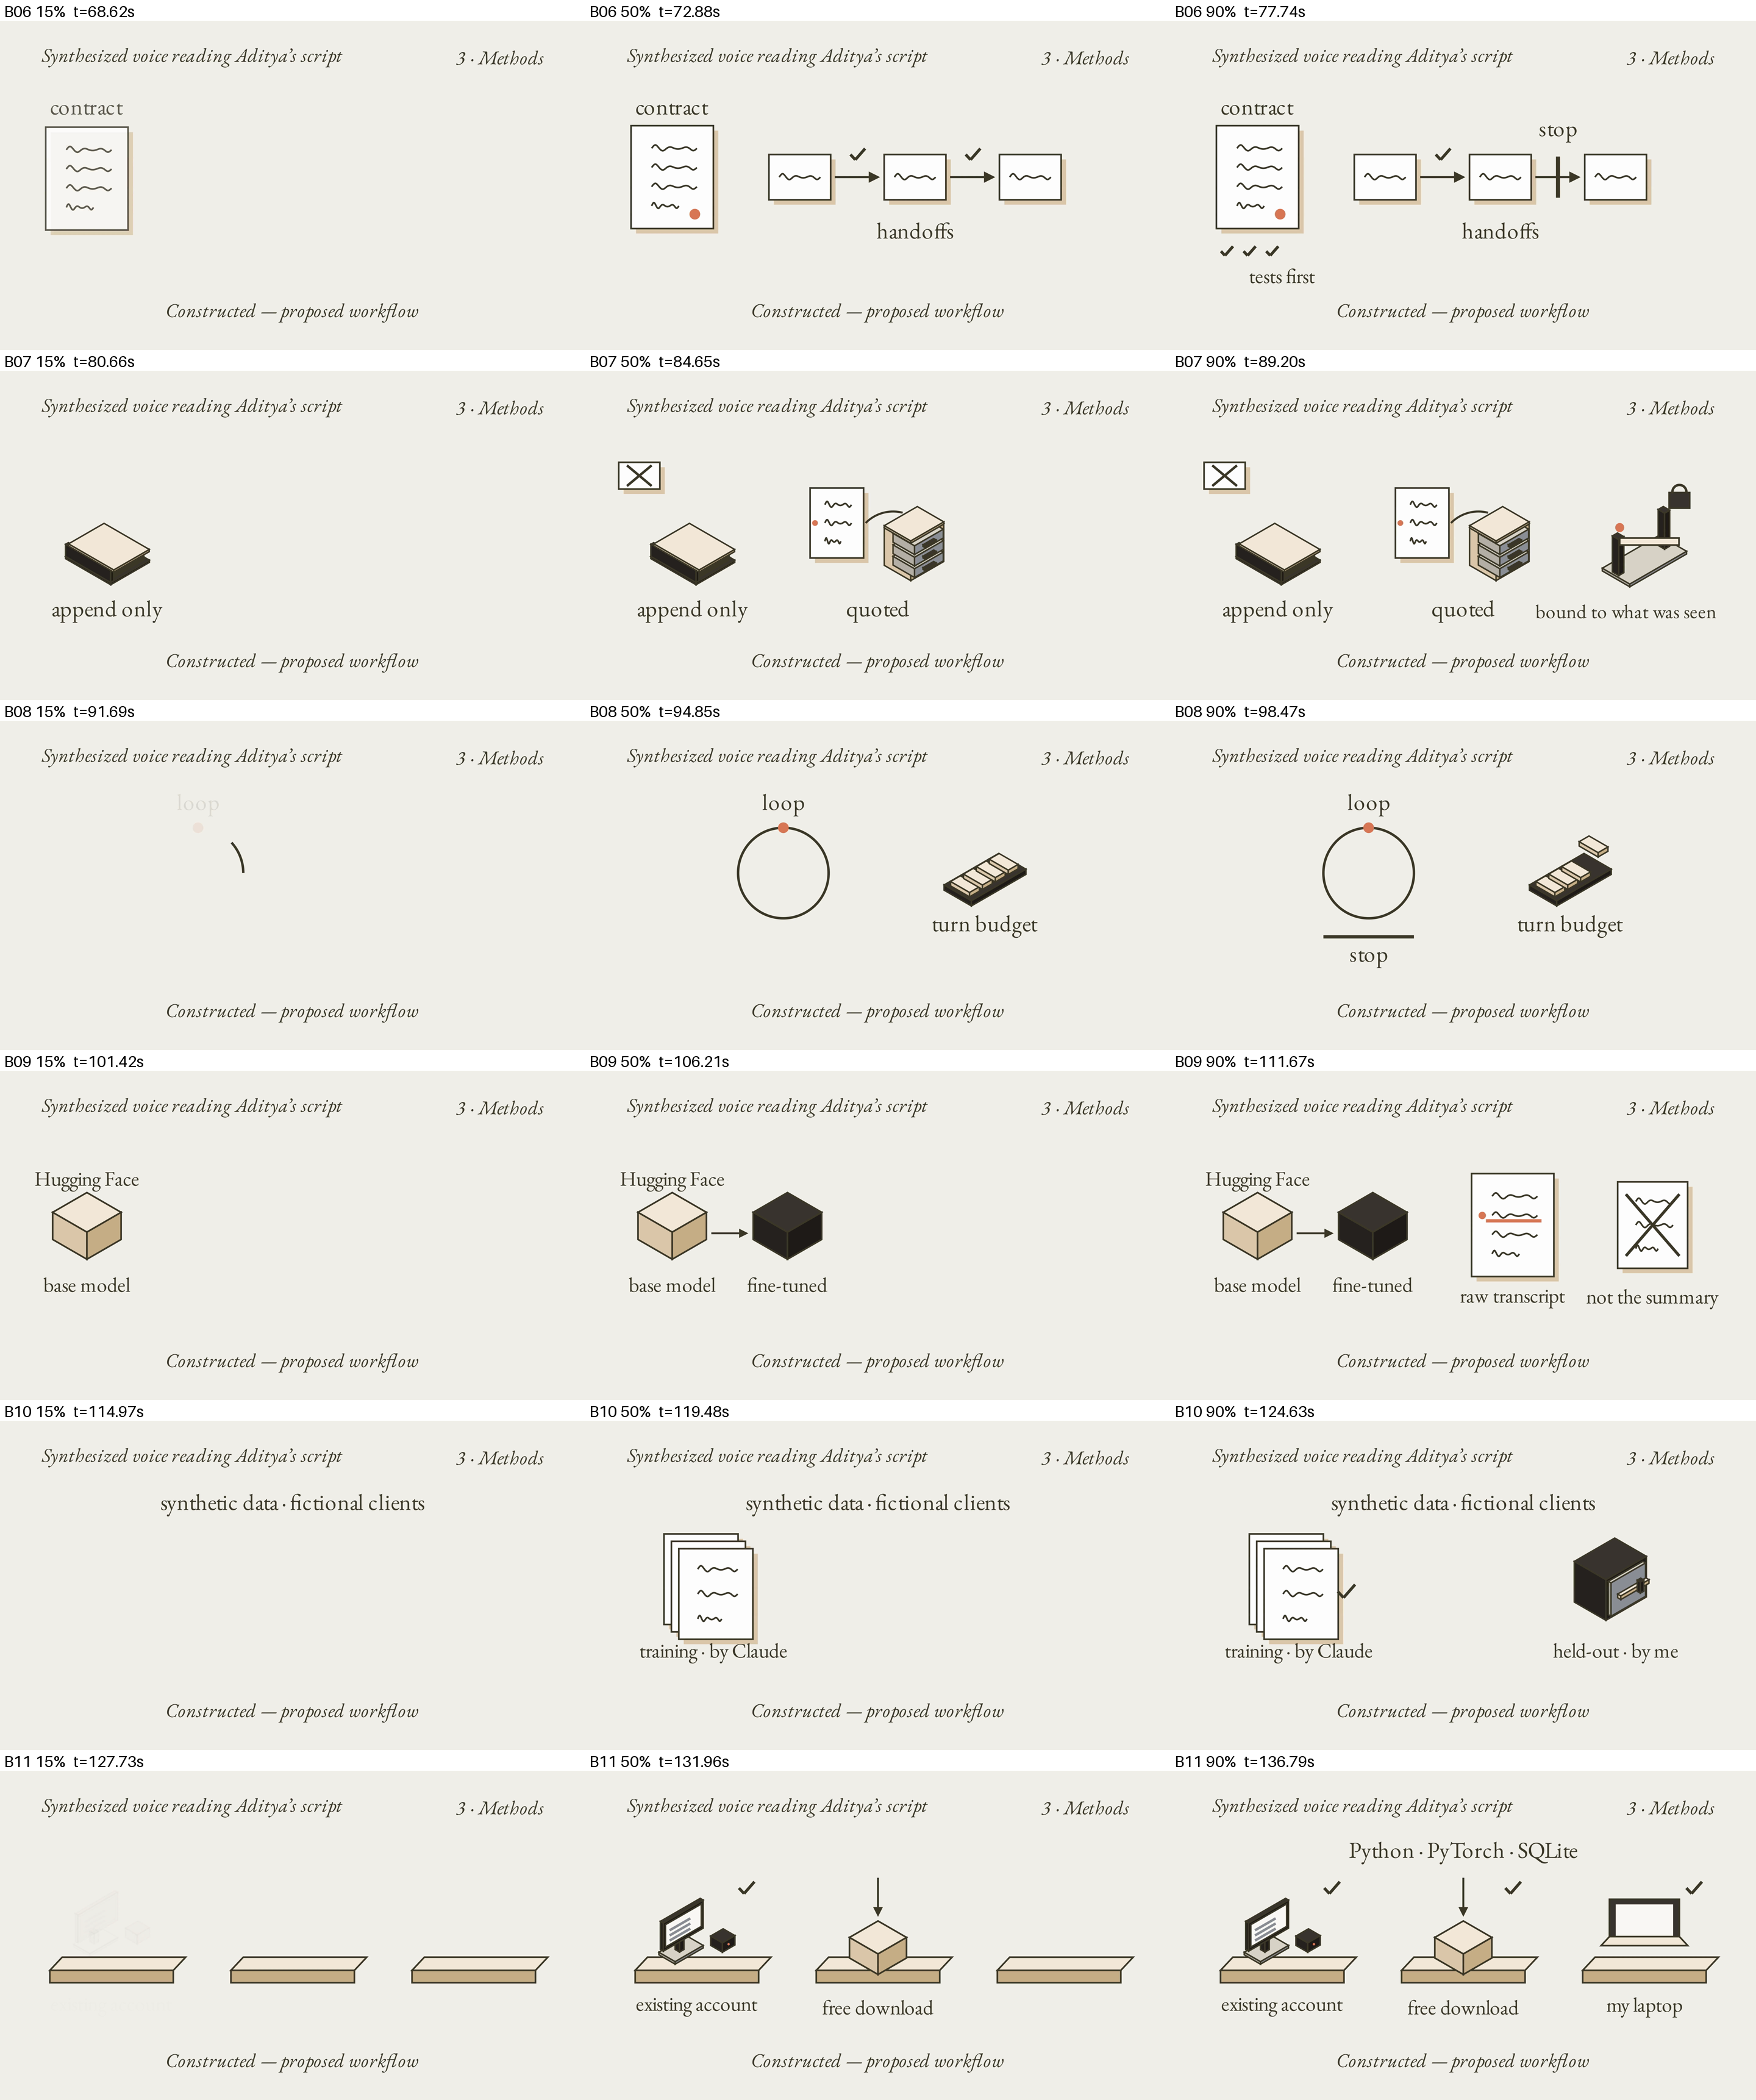 B06 15% t=68.62s
Synthesized voice reading Aditya's script
3 · Methods
contract
Constructed — proposed workflow
B06 50% t=72.88s
Synthesized voice reading Aditya's script
3 · Methods
contract
handoffs
Constructed — proposed workflow
B06 90% t=77.74s
Synthesized voice reading Aditya's script
3 · Methods
contract
stop
handoffs
tests first
Constructed — proposed workflow
B07 15% t=80.66s
Synthesized voice reading Aditya's script
3 · Methods
append only
Constructed — proposed workflow
B07 50% t=84.65s
Synthesized voice reading Aditya's script
3 · Methods
append only
quoted
Constructed — proposed workflow
B07 90% t=89.20s
Synthesized voice reading Aditya's script
3 · Methods
append only
quoted
bound to what was seen
Constructed — proposed workflow
B08 15% t=91.69s
Synthesized voice reading Aditya's script
3 · Methods
loop
Constructed — proposed workflow
B08 50% t=94.85s
Synthesized voice reading Aditya's script
3 · Methods
loop
turn budget
Constructed — proposed workflow
B08 90% t=98.47s
Synthesized voice reading Aditya's script
3 · Methods
loop
turn budget
stop
Constructed — proposed workflow
B09 15% t=101.42s
Synthesized voice reading Aditya's script
3 · Methods
Hugging Face
base model
Constructed — proposed workflow
B09 50% t=106.21s
Synthesized voice reading Aditya's script
3 · Methods
Hugging Face
base model
fine-tuned
Constructed — proposed workflow
B09 90% t=111.67s
Synthesized voice reading Aditya's script
3 · Methods
Hugging Face
base model
fine-tuned
raw transcript
not the summary
Constructed — proposed workflow
B10 15% t=114.97s
Synthesized voice reading Aditya's script
3 · Methods
synthetic data · fictional clients
Constructed — proposed workflow
B10 50% t=119.48s
Synthesized voice reading Aditya's script
3 · Methods
synthetic data · fictional clients
training · by Claude
Constructed — proposed workflow
B10 90% t=124.63s
Synthesized voice reading Aditya's script
3 · Methods
synthetic data · fictional clients
training · by Claude
held-out · by me
Constructed — proposed workflow
B11 15% t=127.73s
Synthesized voice reading Aditya's script
3 · Methods
Constructed — proposed workflow
B11 50% t=131.96s
Synthesized voice reading Aditya's script
3 · Methods
existing account
free download
Constructed — proposed workflow
B11 90% t=136.79s
Synthesized voice reading Aditya's script
3 · Methods
Python · PyTorch · SQLite
existing account
free download
my laptop
Constructed — proposed workflow